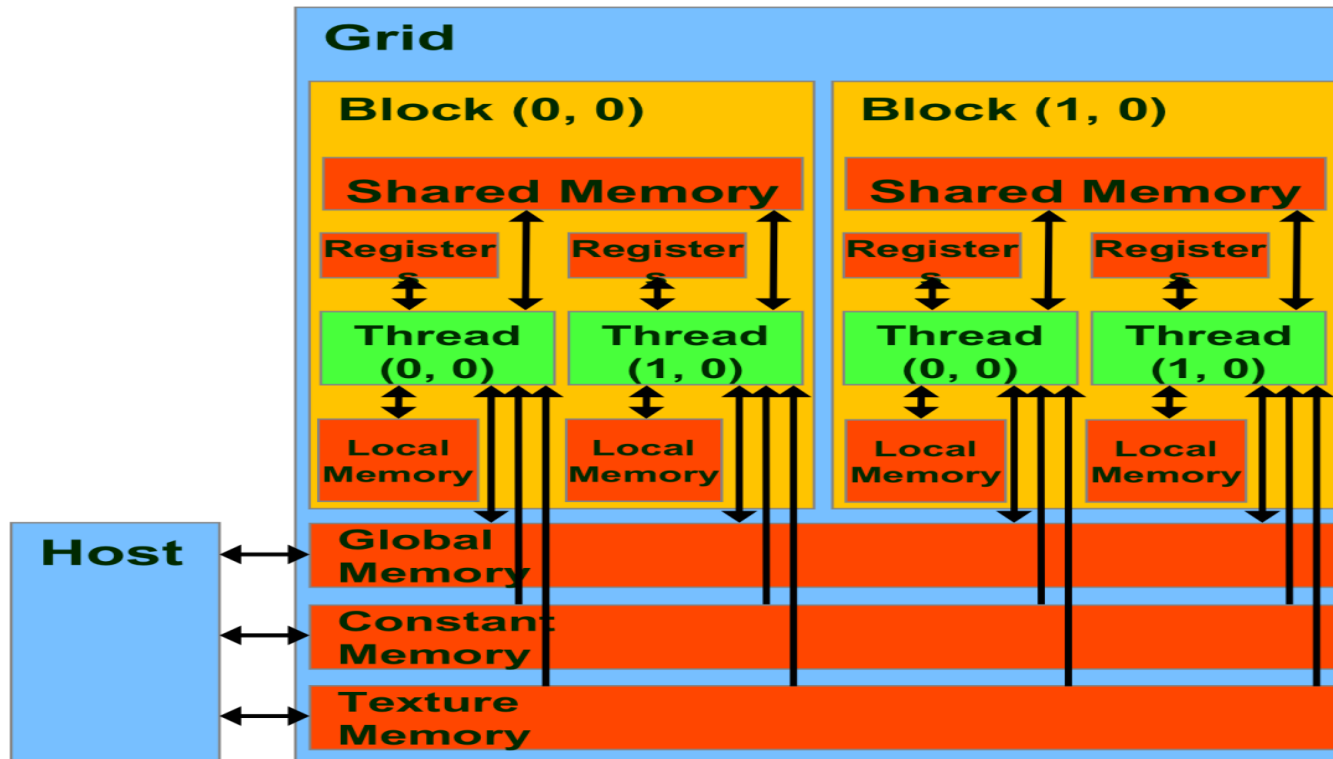 Grid
Block (0, 0)
Shared Memory
Register
s
Register
s
Thread
(0, 0)
Thread
(1, 0)
Local
Memory
Local
Memory
Block (1, 0)
Shared Memory
Register
s
Register
s
Thread
(0, 0)
Thread
(1, 0)
Local
Memory
Local
Memory
Host
Global
Memory
Constant
Memory
Texture
Memory